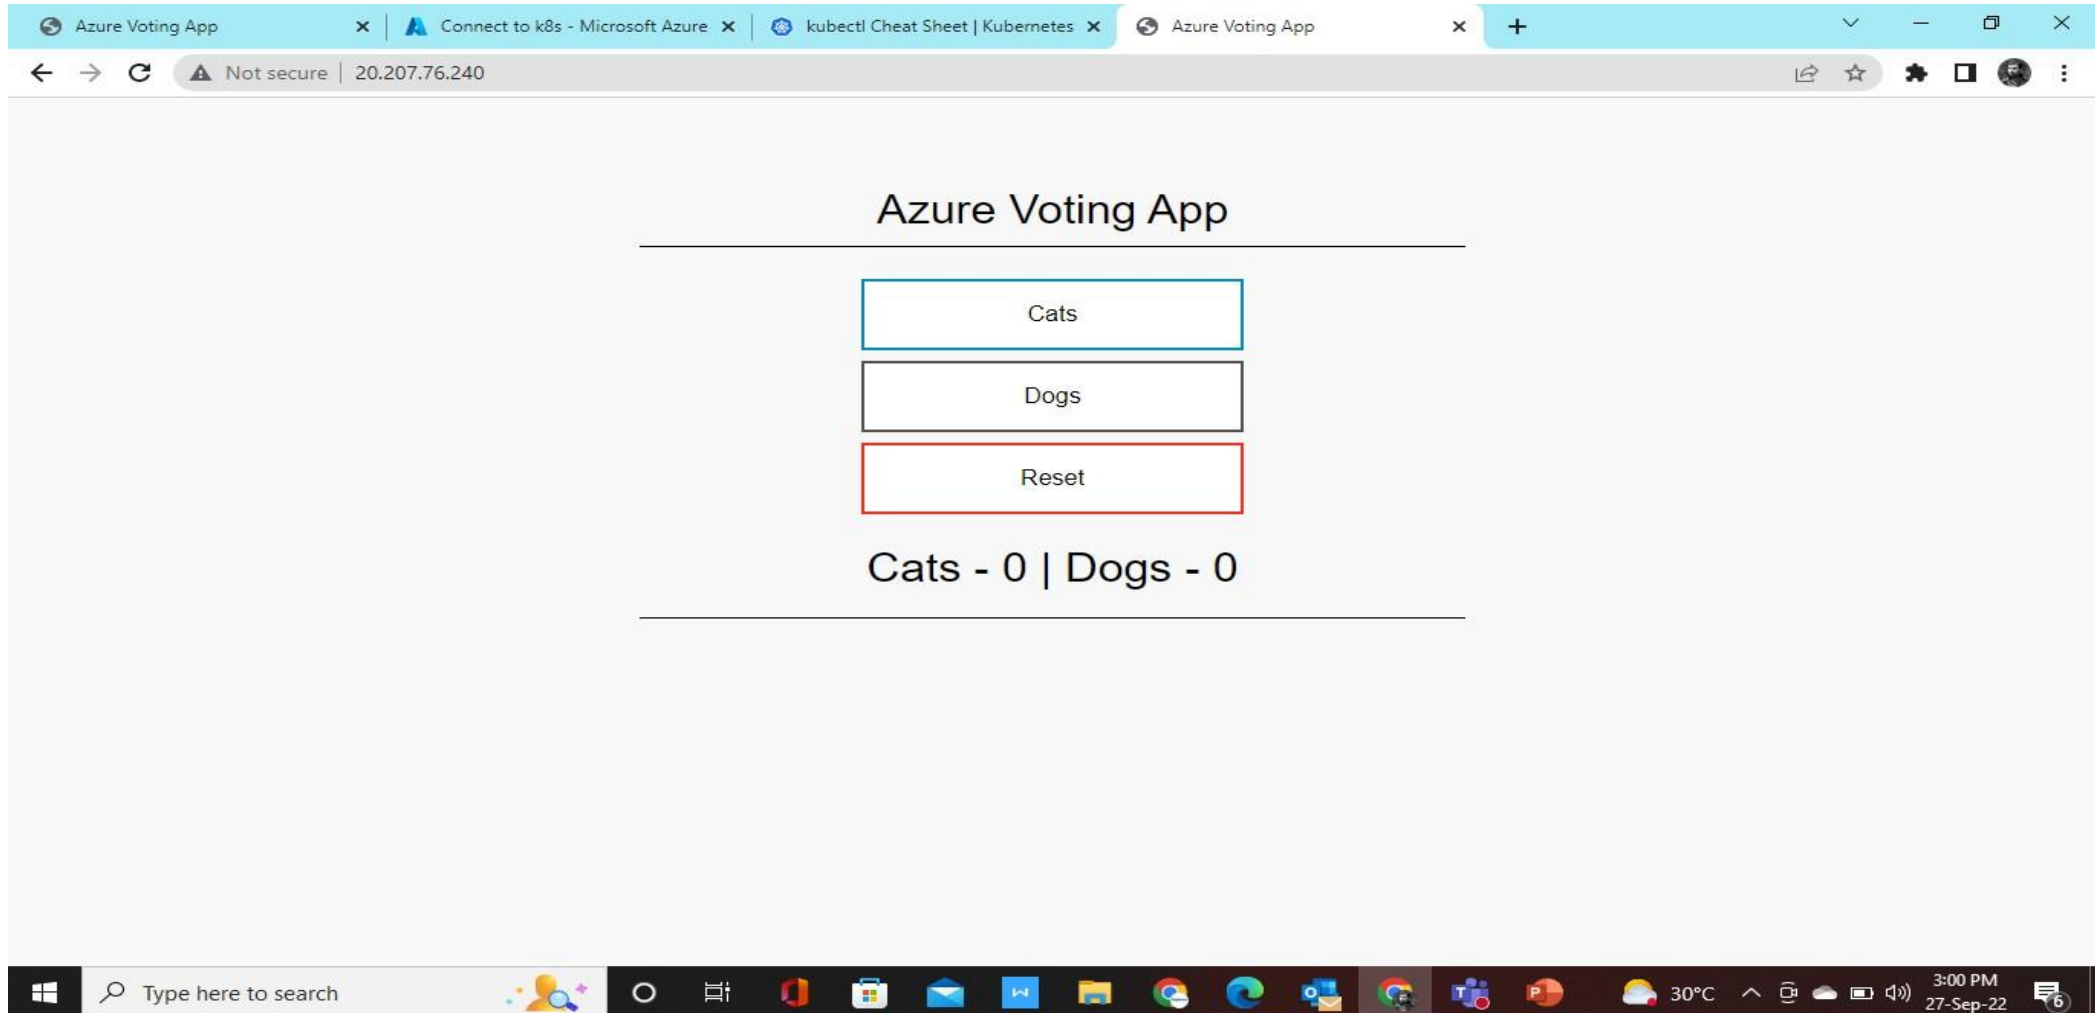 Azure Voting App
Connect to k8s - Microsoft Azure
kubectl Cheat Sheet | Kubernetes
Azure Voting App
Not secure | 20.207.76.240
Azure Voting App
Cats
Dogs
Reset
Cats - 0 | Dogs - 0
Type here to search
30°C
3:00 PM
27-Sep-22
6